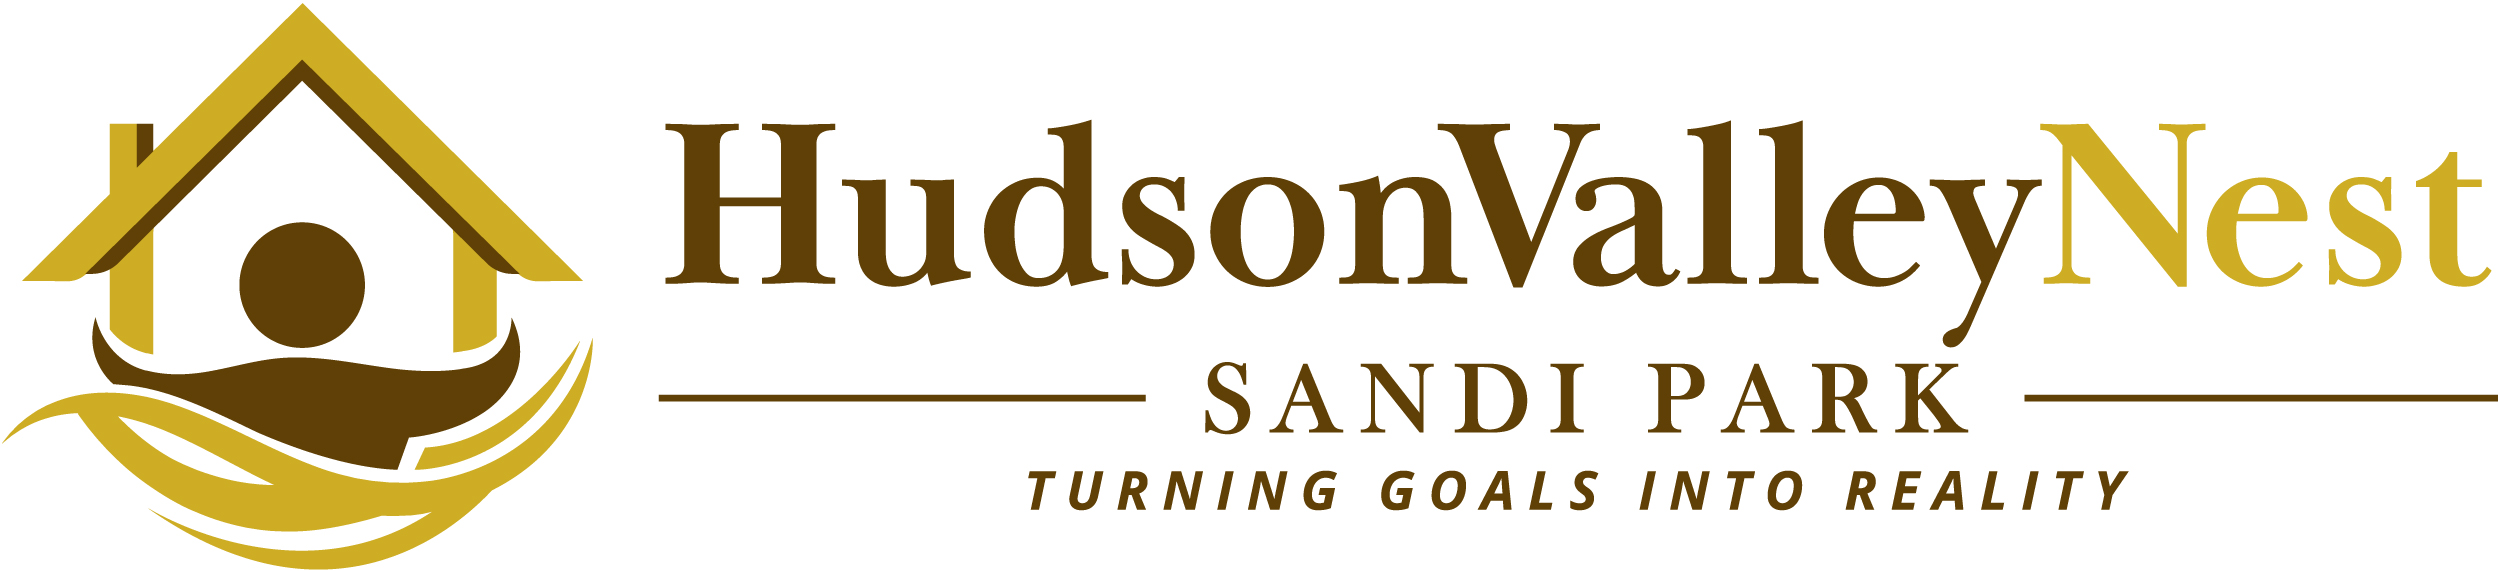 HudsonValleyNest
SANDI PARK
TURNING GOALS INTO REALITY